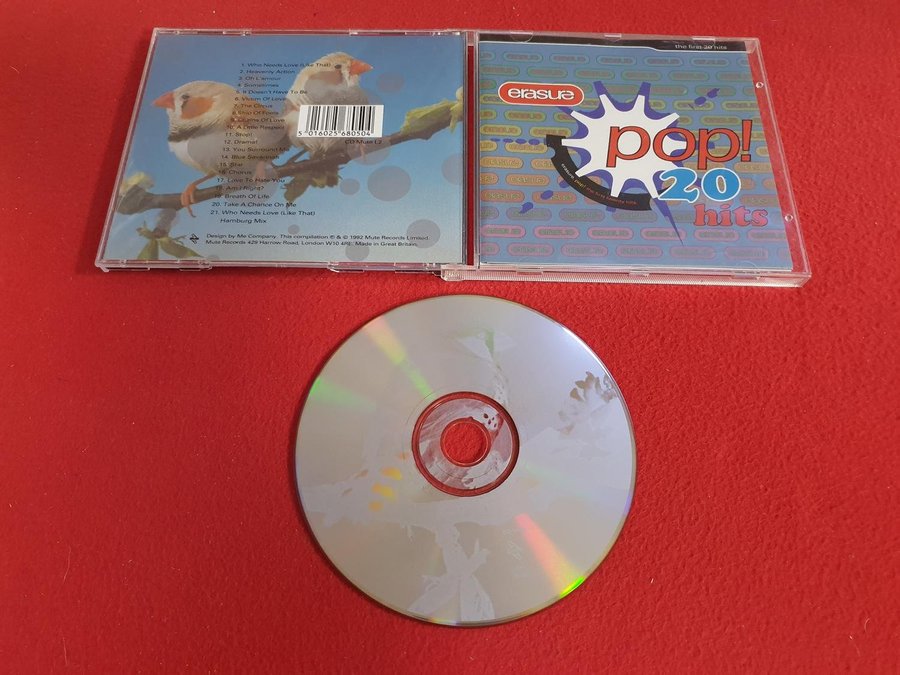 1. Who Needs Love (Like That)
2. Heavenly Action
3. Oh L'amour
4. Sometimes
5. It Doesn't Have To Be
6. Victim Of Love
7. The Circus
8. Ship Of Fools
9. Chains Of Love
10. A Little Respect
11. Stop!
12. Drama!
13. You Surround Me
14. Blue Savannah
15. Star
16. Chorus
17. Love To Hate You
18. Am I Right?
19. Breath Of Life
20. Take A Chance On Me
21. Who Needs Love (Like That)
Hamburg Mix
5 016025 680504
CD Mute L2
Design by Me Company. This compilation ℗ & © 1992 Mute Records Limited.
Mute Records 429 Harrow Road, London W10 4RE. Made in Great Britain.
the first 20 hits
erasure
pop!
20
hits